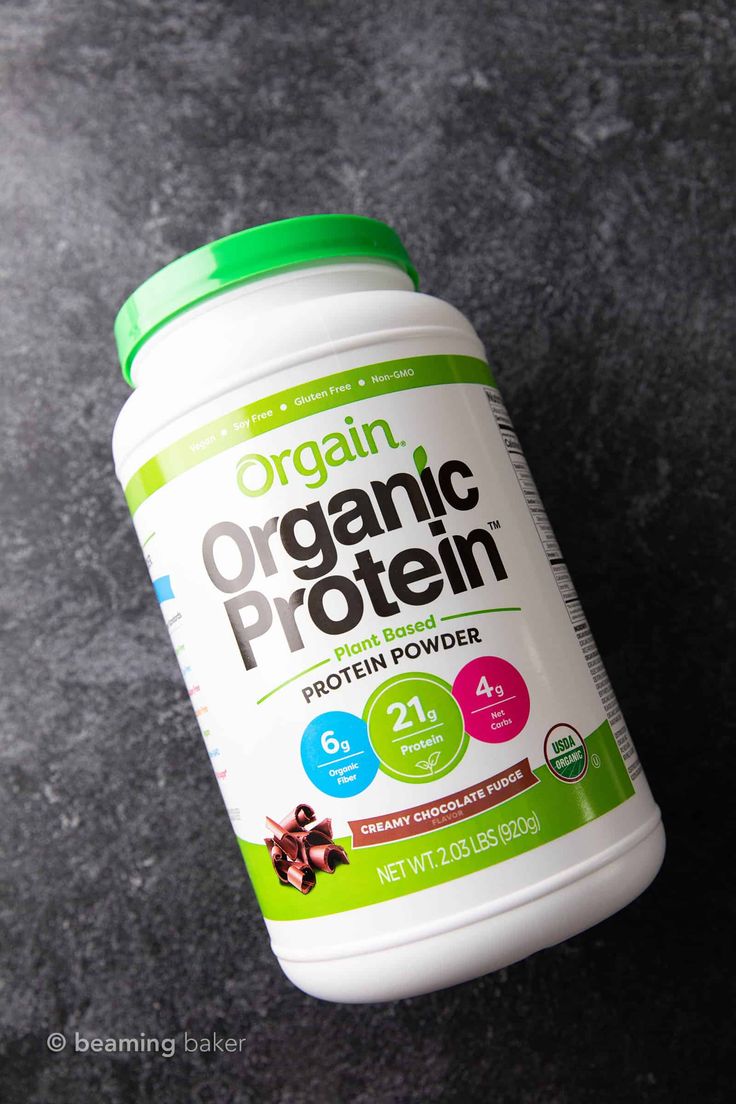 Vegan • Soy Free • Gluten Free • Non-GMO
Orgain®
Organic
Protein™
Plant Based
PROTEIN POWDER
6g
Organic
Fiber
21g
Protein
4g
Net
Carbs
USDA
ORGANIC
U
CREAMY CHOCOLATE FUDGE
FLAVOR
NET WT. 2.03 LBS (920g)
© beaming baker